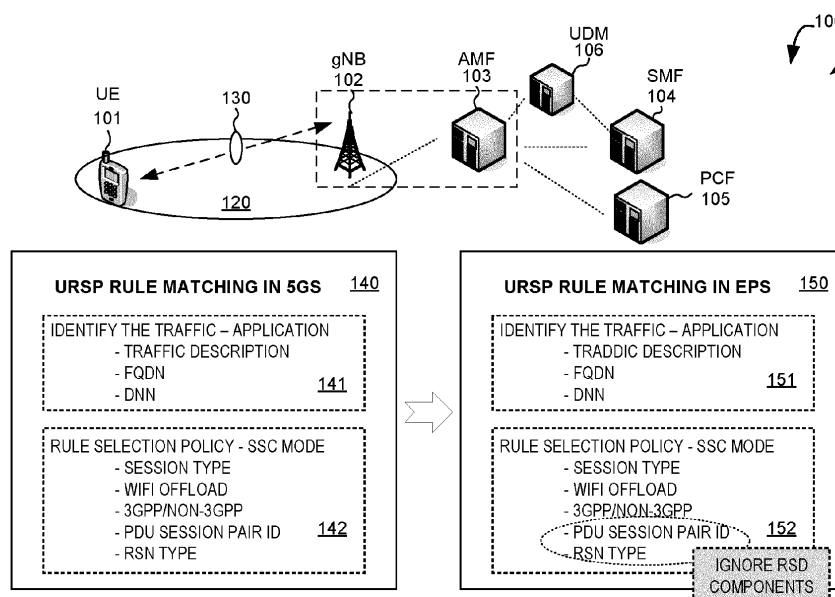 100
UDM
106
gNB
102
AMF
103
SMF
104
UE
101
130
PCF
105
120
URSP RULE MATCHING IN 5GS 140
IDENTIFY THE TRAFFIC – APPLICATION
- TRAFFIC DESCRIPTION
- FQDN
- DNN
141
RULE SELECTION POLICY - SSC MODE
- SESSION TYPE
- WIFI OFFLOAD
- 3GPP/NON-3GPP
- PDU SESSION PAIR ID
- RSN TYPE
142
URSP RULE MATCHING IN EPS 150
IDENTIFY THE TRAFFIC – APPLICATION
- TRADDIC DESCRIPTION
- FQDN
- DNN
151
RULE SELECTION POLICY - SSC MODE
- SESSION TYPE
- WIFI OFFLOAD
- 3GPP/NON-3GPP
- PDU SESSION PAIR ID
- RSN TYPE
152
IGNORE RSD
COMPONENTS